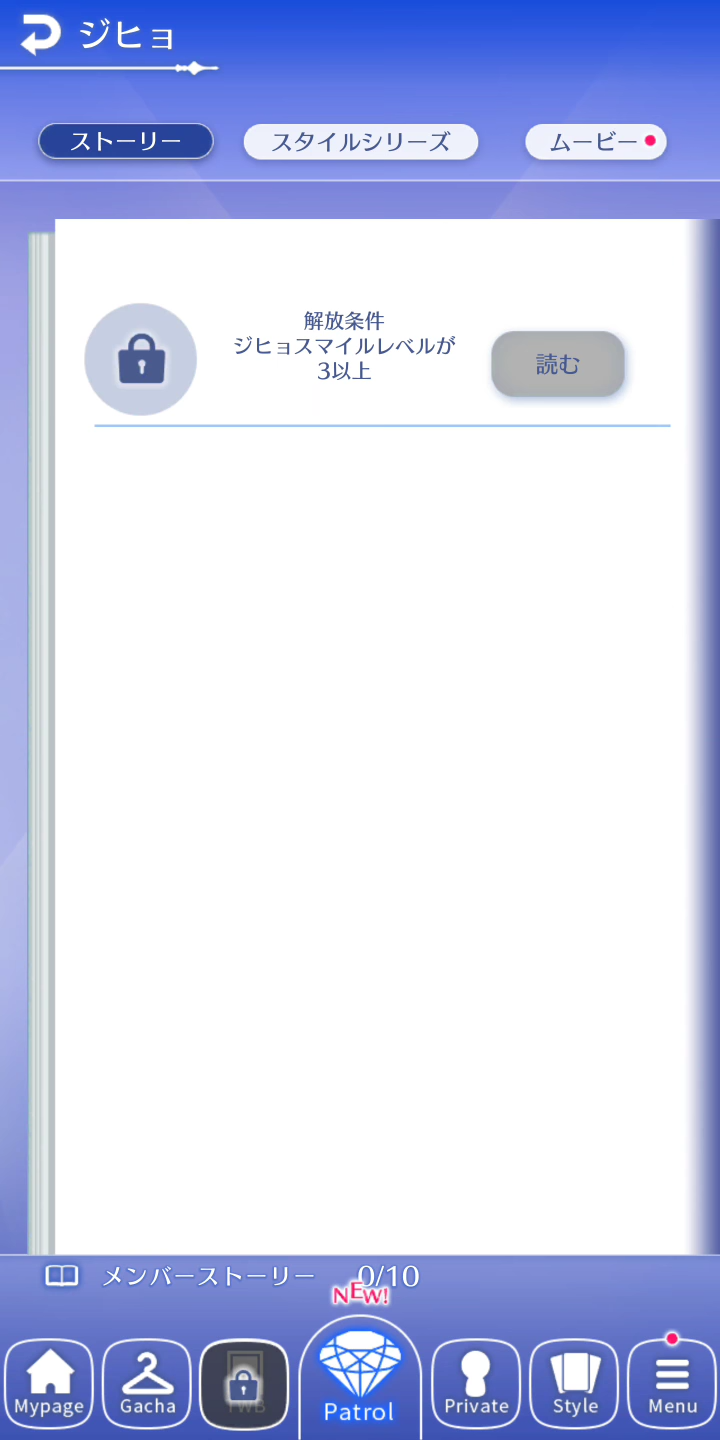 ジヒョ
ストーリー
スタイルシリーズ
ムービー
解放条件
ジヒョスマイルレベルが
3以上
読む
メンバーストーリー 0/10
NEW!
Mypage
Gacha
TWB
Patrol
Private
Style
Menu